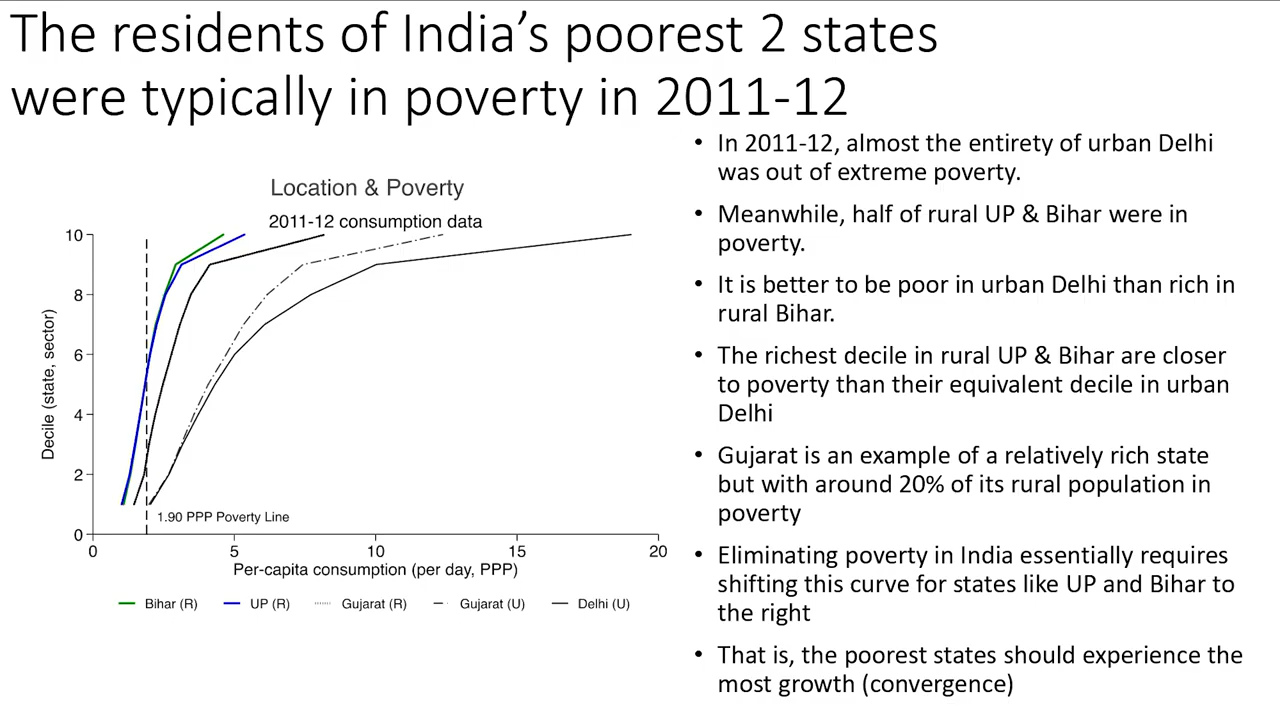 The residents of India's poorest 2 states
were typically in poverty in 2011-12
Location & Poverty
2011-12 consumption data
10
8
6
4
2
0
Decile (state, sector)
1.90 PPP Poverty Line
0
5
10
15
20
Per-capita consumption (per day, PPP)
Bihar (R)
UP (R)
Gujarat (R)
Gujarat (U)
Delhi (U)
• In 2011-12, almost the entirety of urban Delhi
was out of extreme poverty.
• Meanwhile, half of rural UP & Bihar were in
poverty.
• It is better to be poor in urban Delhi than rich in
rural Bihar.
• The richest decile in rural UP & Bihar are closer
to poverty than their equivalent decile in urban
Delhi
• Gujarat is an example of a relatively rich state
but with around 20% of its rural population in
poverty
• Eliminating poverty in India essentially requires
shifting this curve for states like UP and Bihar to
the right
• That is, the poorest states should experience the
most growth (convergence)